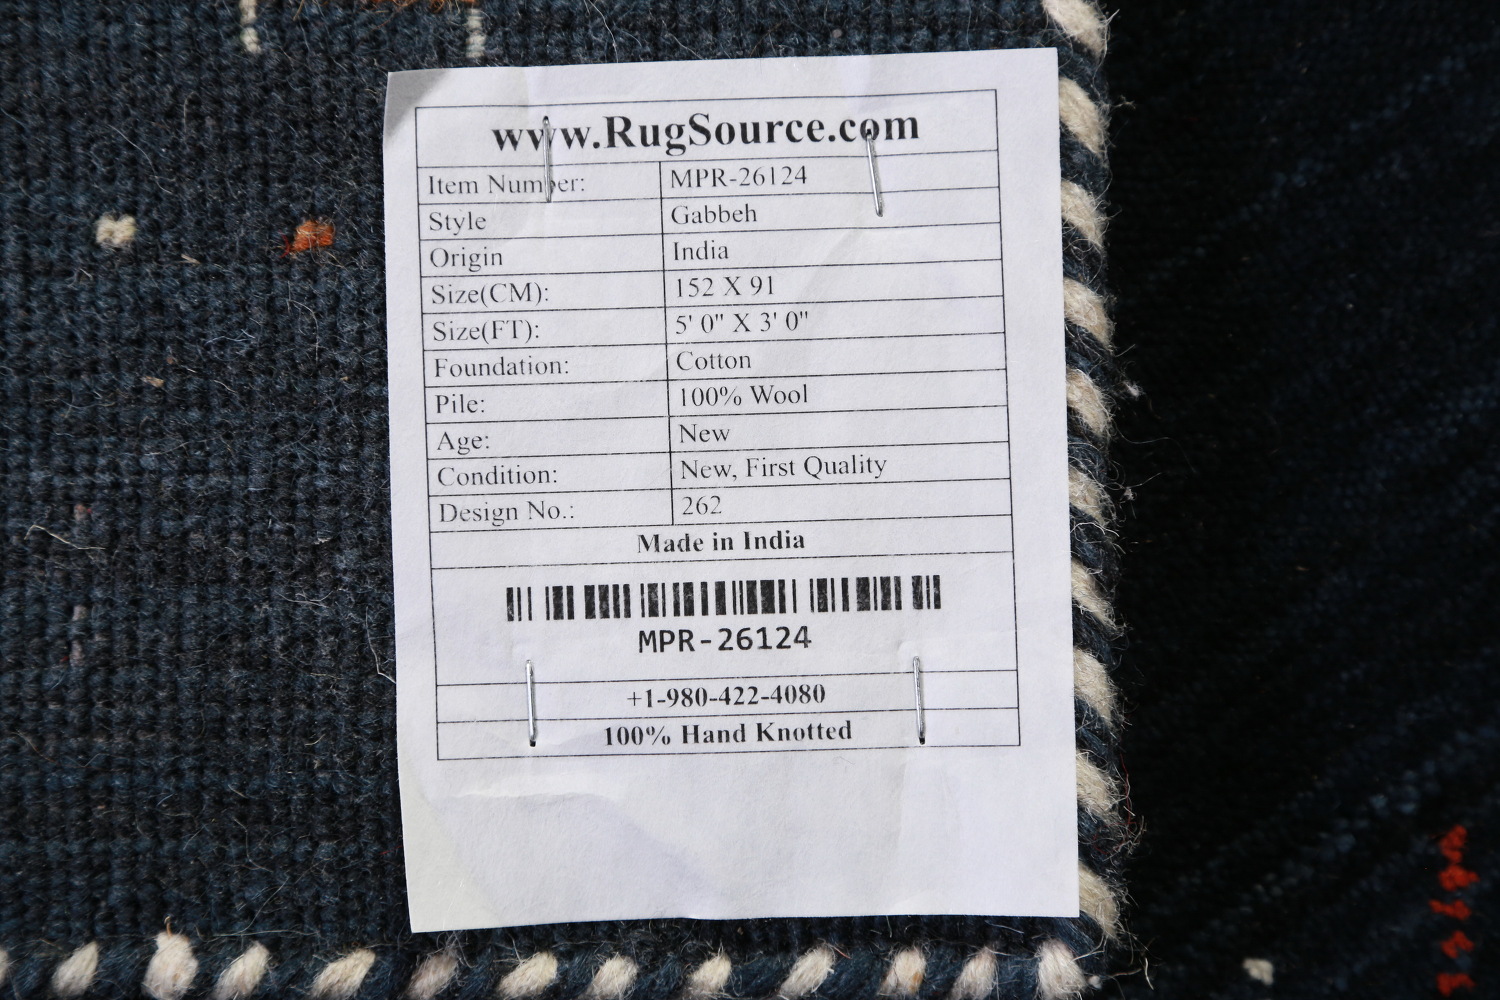 www.RugSource.com
Item Number: MPR-26124
Style Gabbeh
Origin India
Size(CM): 152 X 91
Size(FT): 5' 0" X 3' 0"
Foundation: Cotton
Pile: 100% Wool
Age: New
Condition: New, First Quality
Design No.: 262
Made in India
MPR-26124
+1-980-422-4080
100% Hand Knotted